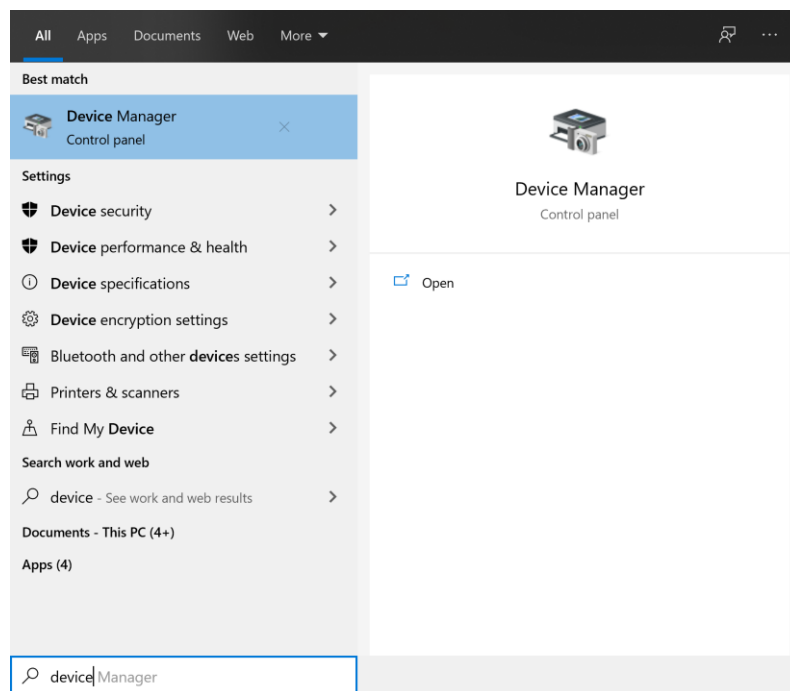 All Apps Documents Web More
Best match
Device Manager
Control panel
Settings
Device security
Device performance & health
Device specifications
Device encryption settings
Bluetooth and other devices settings
Printers & scanners
Find My Device
Search work and web
device - See work and web results
Documents - This PC (4+)
Apps (4)
device Manager
Device Manager
Control panel
Open